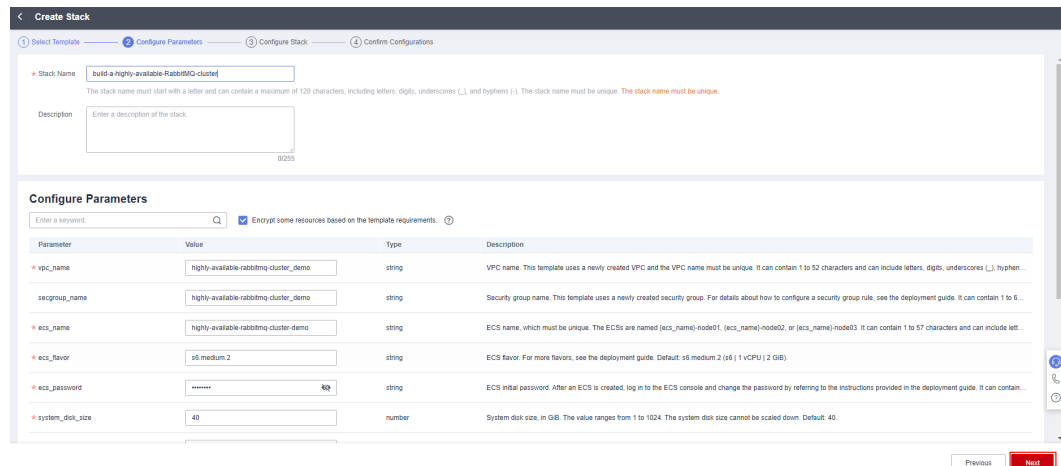 Create Stack
1 Select Template 2 Configure Parameters 3 Configure Stack 4 Confirm Configurations
* Stack Name build-a-highly-available-RabbitMQ-cluster
The stack name must start with a letter and can contain a maximum of 128 characters, including letters, digits, underscores (_), and hyphens (-). The stack name must be unique. The stack name must be unique.
Description Enter a description of the stack.
0/255
Configure Parameters
Enter a keyword. Encrypt some resources based on the template requirements. ?
Parameter Value Type Description
* vpc_name highly-available-rabbitmq-cluster_demo string VPC name. This template uses a newly created VPC and the VPC name must be unique. It can contain 1 to 52 characters and can include letters, digits, underscores (_), hyphen...
secgroup_name highly-available-rabbitmq-cluster_demo string Security group name. This template uses a newly created security group. For details about how to configure a security group rule, see the deployment guide. It can contain 1 to 6...
* ecs_name highly-available-rabbitmq-cluster-demo string ECS name, which must be unique. The ECSs are named {ecs_name}-node01, {ecs_name}-node02, or {ecs_name}-node03. It can contain 1 to 57 characters and can include lett...
* ecs_flavor s6.medium.2 string ECS flavor. For more flavors, see the deployment guide. Default: s6.medium.2 (s6 | 1 vCPU | 2 GiB).
* ecs_password •••••••• string ECS initial password. After an ECS is created, log in to the ECS console and change the password by referring to the instructions provided in the deployment guide. It can contain...
* system_disk_size 40 number System disk size, in GiB. The value ranges from 1 to 1024. The system disk size cannot be scaled down. Default: 40.
Previous Next